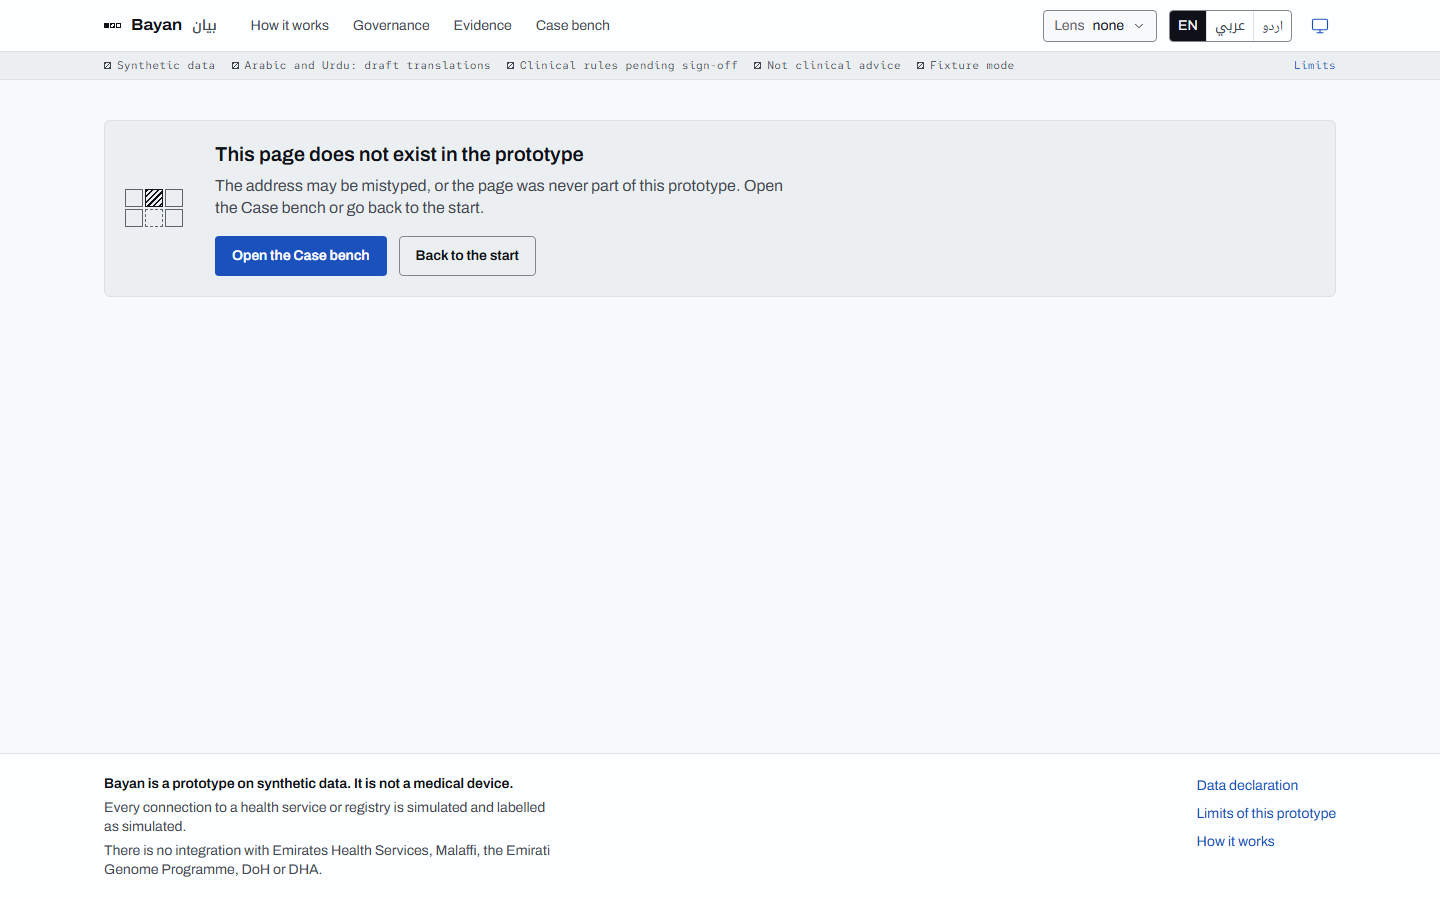 Bayan بيان How it works Governance Evidence Case bench Lens none EN عربي اردو
Synthetic data Arabic and Urdu: draft translations Clinical rules pending sign-off Not clinical advice Fixture mode Limits
This page does not exist in the prototype
The address may be mistyped, or the page was never part of this prototype. Open
the Case bench or go back to the start.
Open the Case bench Back to the start
Bayan is a prototype on synthetic data. It is not a medical device.
Every connection to a health service or registry is simulated and labelled
as simulated.
There is no integration with Emirates Health Services, Malaffi, the Emirati
Genome Programme, DoH or DHA.
Data declaration
Limits of this prototype
How it works